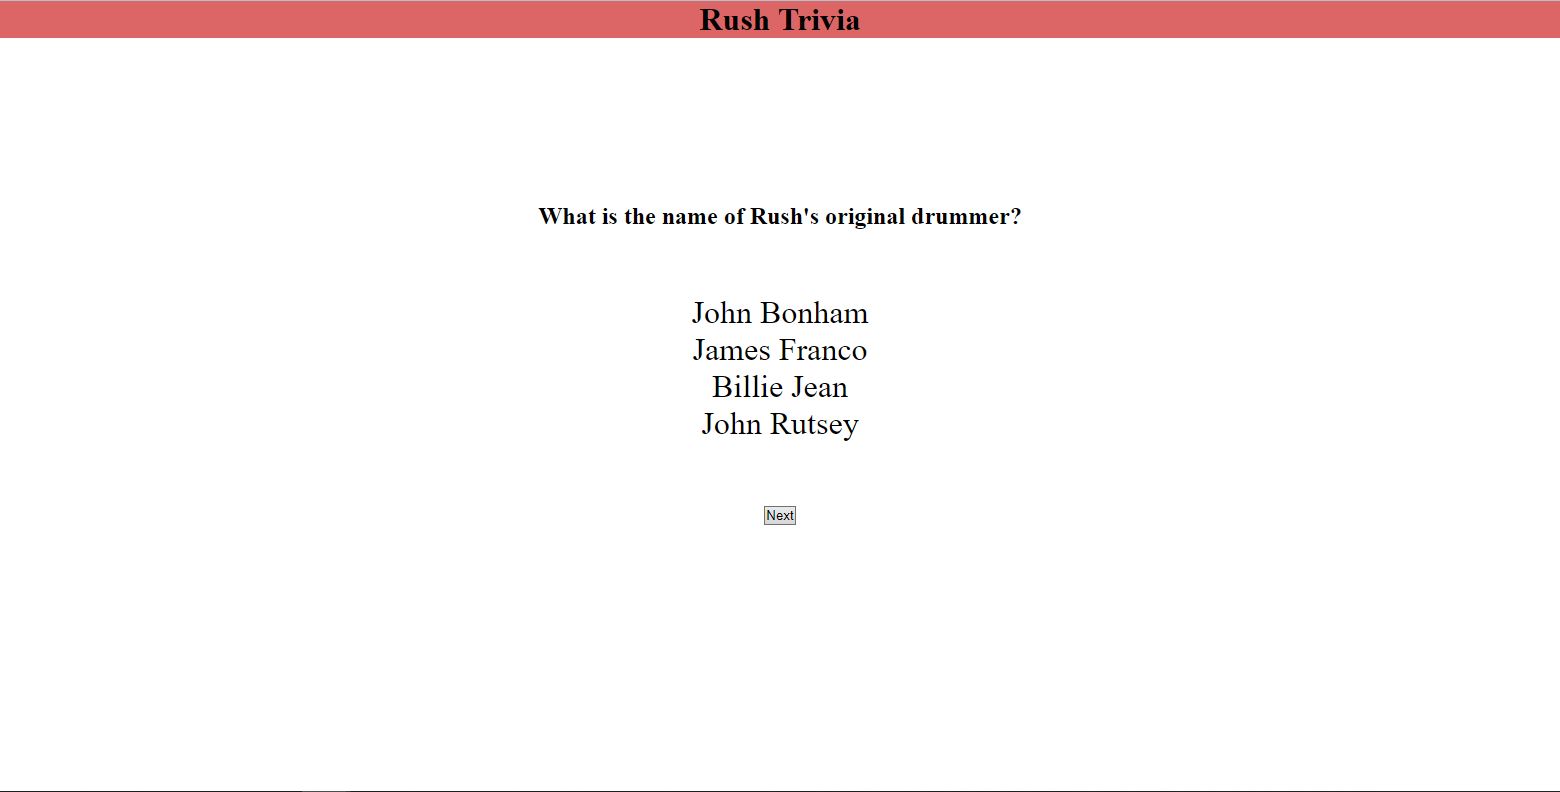 Rush Trivia
What is the name of Rush's original drummer?
John Bonham
James Franco
Billie Jean
John Rutsey
Next